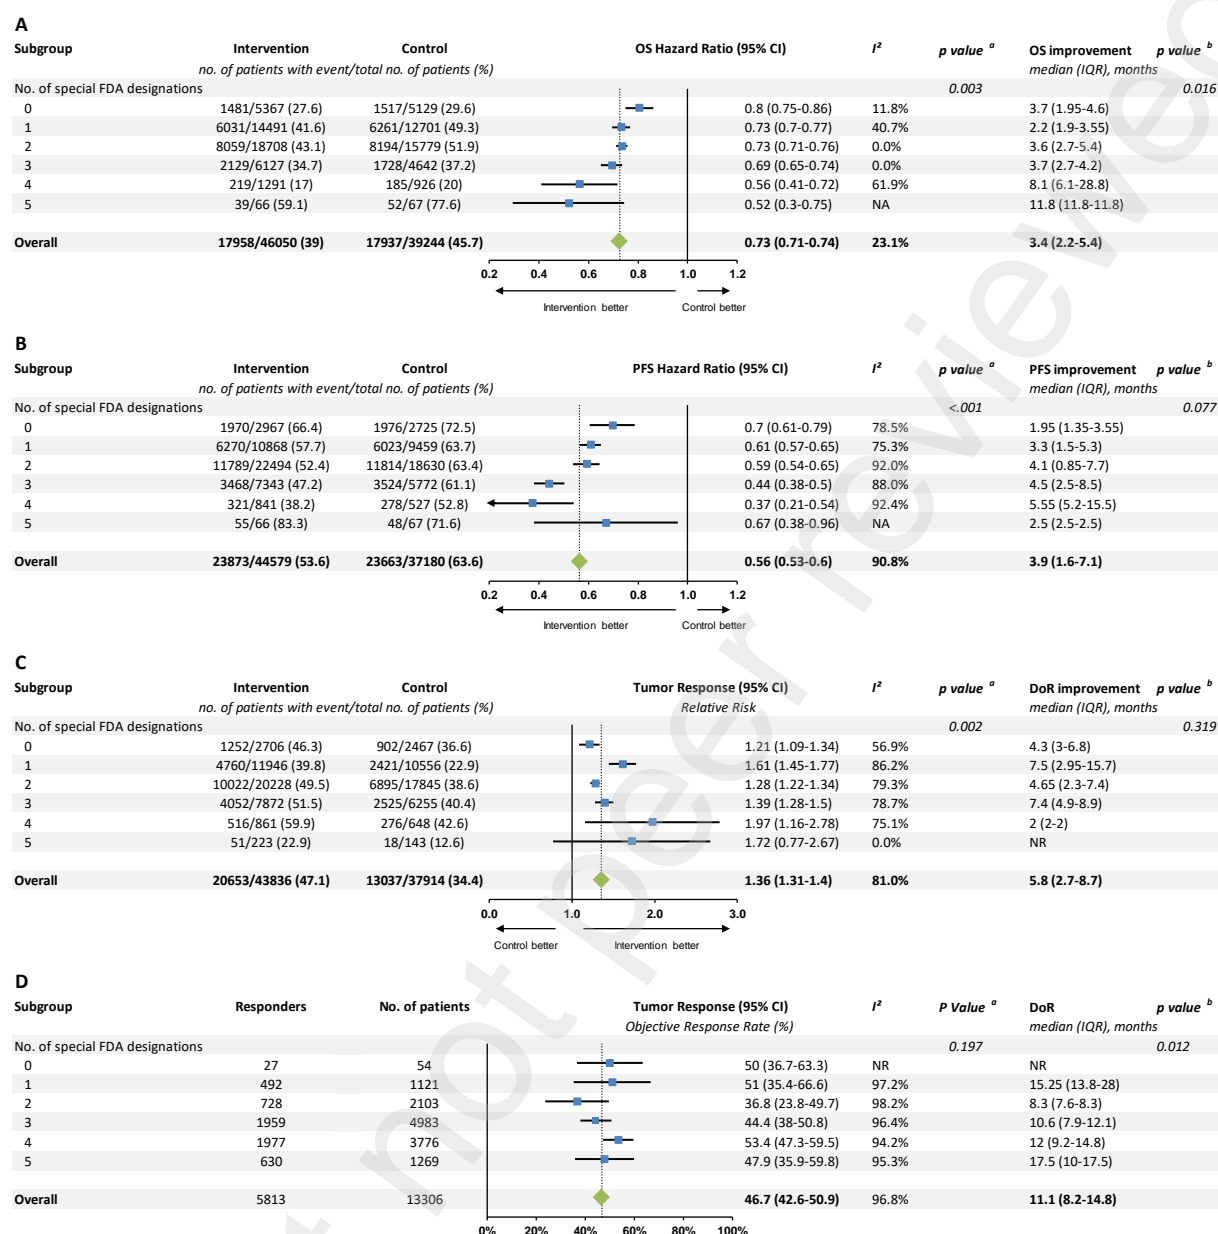 A
Subgroup Intervention Control OS Hazard Ratio (95% CI) I² p value a OS improvement p value b
no. of patients with event/total no. of patients (%) median (IQR), months
No. of special FDA designations 0.003 0.016
0 1481/5367 (27.6) 1517/5129 (29.6) 0.8 (0.75-0.86) 11.8% 3.7 (1.95-4.6)
1 6031/14491 (41.6) 6261/12701 (49.3) 0.73 (0.7-0.77) 40.7% 2.2 (1.9-3.55)
2 8059/18708 (43.1) 8194/15779 (51.9) 0.73 (0.71-0.76) 0.0% 3.6 (2.7-5.4)
3 2129/6127 (34.7) 1728/4642 (37.2) 0.69 (0.65-0.74) 0.0% 3.7 (2.7-4.2)
4 219/1291 (17) 185/926 (20) 0.56 (0.41-0.72) 61.9% 8.1 (6.1-28.8)
5 39/66 (59.1) 52/67 (77.6) 0.52 (0.3-0.75) NA 11.8 (11.8-11.8)
Overall 17958/46050 (39) 17937/39244 (45.7) 0.73 (0.71-0.74) 23.1% 3.4 (2.2-5.4)
0.2 0.4 0.6 0.8 1.0 1.2
Intervention better Control better
B
Subgroup Intervention Control PFS Hazard Ratio (95% CI) I² p value a PFS improvement p value b
no. of patients with event/total no. of patients (%) median (IQR), months
No. of special FDA designations <.001 0.077
0 1970/2967 (66.4) 1976/2725 (72.5) 0.7 (0.61-0.79) 78.5% 1.95 (1.35-3.55)
1 6270/10868 (57.7) 6023/9459 (63.7) 0.61 (0.57-0.65) 75.3% 3.3 (1.5-5.3)
2 11789/22494 (52.4) 11814/18630 (63.4) 0.59 (0.54-0.65) 92.0% 4.1 (0.85-7.7)
3 3468/7343 (47.2) 3524/5772 (61.1) 0.44 (0.38-0.5) 88.0% 4.5 (2.5-8.5)
4 321/841 (38.2) 278/527 (52.8) 0.37 (0.21-0.54) 92.4% 5.55 (5.2-15.5)
5 55/66 (83.3) 48/67 (71.6) 0.67 (0.38-0.96) NA 2.5 (2.5-2.5)
Overall 23873/44579 (53.6) 23663/37180 (63.6) 0.56 (0.53-0.6) 90.8% 3.9 (1.6-7.1)
0.2 0.4 0.6 0.8 1.0 1.2
Intervention better Control better
C
Subgroup Intervention Control Tumor Response (95% CI) I² p value a DoR improvement p value b
no. of patients with event/total no. of patients (%) Relative Risk median (IQR), months
No. of special FDA designations 0.002 0.319
0 1252/2706 (46.3) 902/2467 (36.6) 1.21 (1.09-1.34) 56.9% 4.3 (3-6.8)
1 4760/11946 (39.8) 2421/10556 (22.9) 1.61 (1.45-1.77) 86.2% 7.5 (2.95-15.7)
2 10022/20228 (49.5) 6895/17845 (38.6) 1.28 (1.22-1.34) 79.3% 4.65 (2.3-7.4)
3 4052/7872 (51.5) 2525/6255 (40.4) 1.39 (1.28-1.5) 78.7% 7.4 (4.9-8.9)
4 516/861 (59.9) 276/648 (42.6) 1.97 (1.16-2.78) 75.1% 2 (2-2)
5 51/223 (22.9) 18/143 (12.6) 1.72 (0.77-2.67) 0.0% NR
Overall 20653/43836 (47.1) 13037/37914 (34.4) 1.36 (1.31-1.4) 81.0% 5.8 (2.7-8.7)
0.0 1.0 2.0 3.0
Control better Intervention better
D
Subgroup Responders No. of patients Tumor Response (95% CI) I² P Value a DoR p value b
Objective Response Rate (%) median (IQR), months
No. of special FDA designations 0.197 0.012
0 27 54 50 (36.7-63.3) NR NR
1 492 1121 51 (35.4-66.6) 97.2% 15.25 (13.8-28)
2 728 2103 36.8 (23.8-49.7) 98.2% 8.3 (7.6-8.3)
3 1959 4983 44.4 (38-50.8) 96.4% 10.6 (7.9-12.1)
4 1977 3776 53.4 (47.3-59.5) 94.2% 12 (9.2-14.8)
5 630 1269 47.9 (35.9-59.8) 95.3% 17.5 (10-17.5)
Overall 5813 13306 46.7 (42.6-50.9) 96.8% 11.1 (8.2-14.8)
0% 20% 40% 60% 80% 100%
not peer reviewed